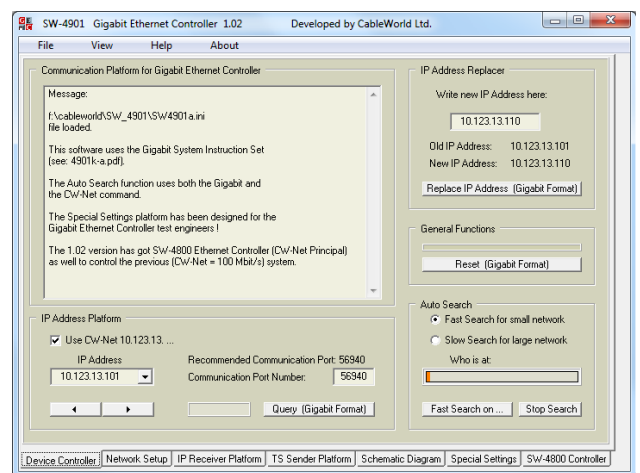 SW-4901 Gigabit Ethernet Controller 1.02 Developed by CableWorld Ltd.
File View Help About
Communication Platform for Gigabit Ethernet Controller
Message:
f:\cableworld\SW_4901\SW4901a.ini
file loaded.
This software uses the Gigabit System Instruction Set
(see: 4901k-a.pdf).
The Auto Search function uses both the Gigabit and
the CW-Net command.
The Special Settings platform has been designed for the
Gigabit Ethernet Controller test engineers !
The 1.02 version has got SW-4800 Ethernet Controller (CW-Net Principal)
as well to control the previous (CW-Net = 100 Mbit/s) system.
IP Address Platform
Use CW-Net 10.123.13. ...
IP Address
10.123.13.101
Recommended Communication Port: 56940
Communication Port Number: 56940
Query (Gigabit Format)
IP Address Replacer
Write new IP Address here:
10.123.13.110
Old IP Address: 10.123.13.101
New IP Address: 10.123.13.110
Replace IP Address (Gigabit Format)
General Functions
Reset (Gigabit Format)
Auto Search
Fast Search for small network
Slow Search for large network
Who is at:
Fast Search on ... Stop Search
Device Controller Network Setup IP Receiver Platform TS Sender Platform Schematic Diagram Special Settings SW-4800 Controller